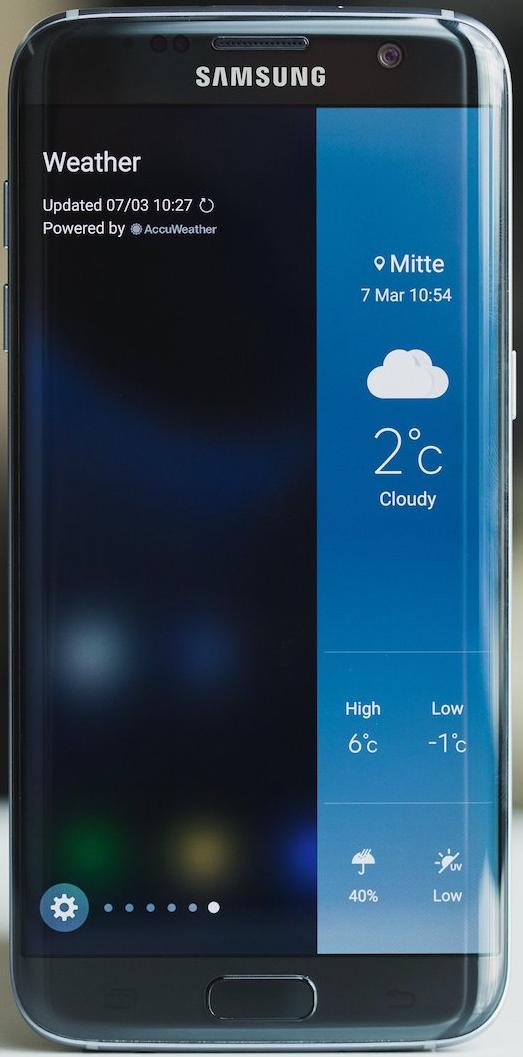 SAMSUNG
Weather
Updated 07/03 10:27
Powered by AccuWeather
Mitte
7 Mar 10:54
2°c
Cloudy
High Low
6°c -1°c
UV
40% Low